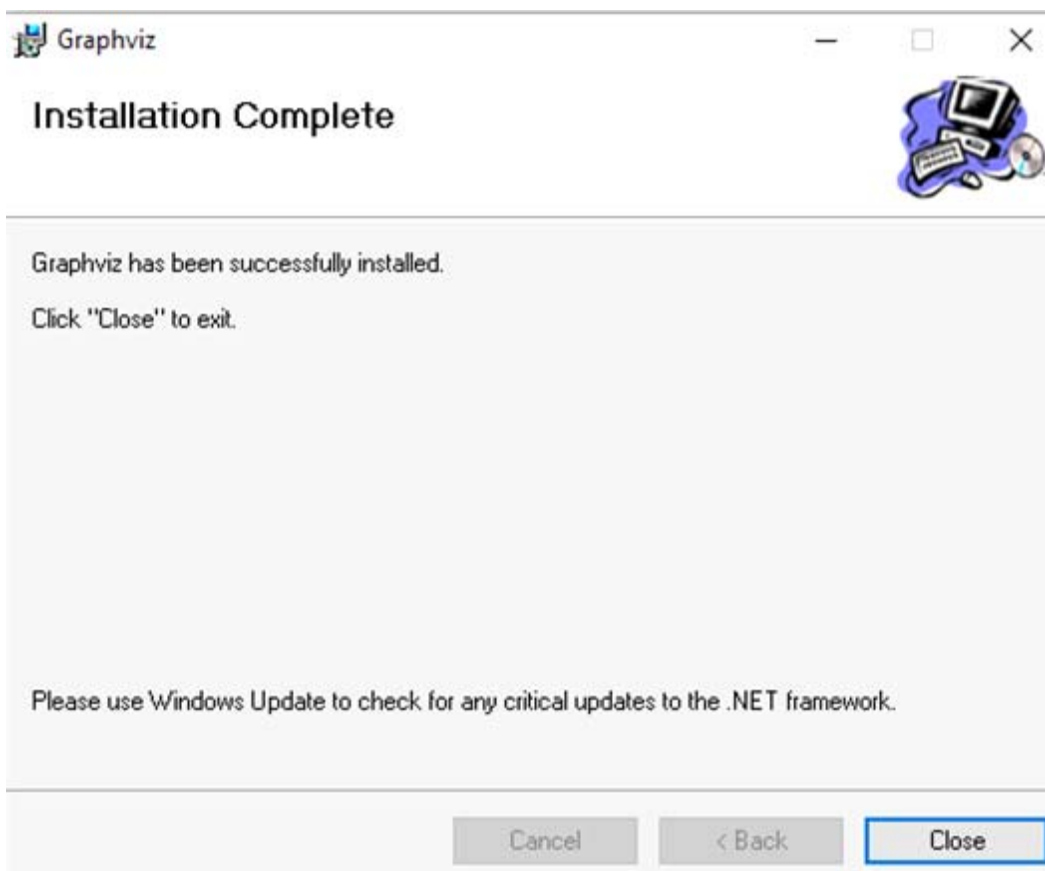 Graphviz
Installation Complete
Graphviz has been successfully installed.
Click "Close" to exit.
Please use Windows Update to check for any critical updates to the .NET framework.
Cancel
< Back
Close